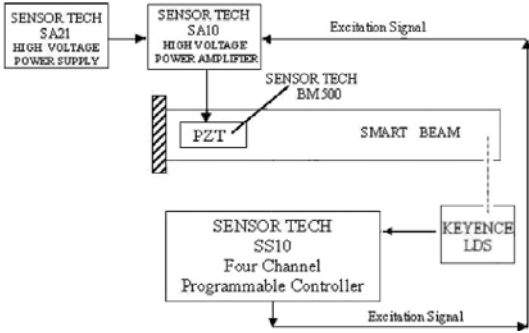 SENSOR TECH
SA21
HIGH VOLTAGE
POWER SUPPLY
SENSOR TECH
SA10
HIGH VOLTAGE
POWER AMPLIFIER
Excitation Signal
SENSOR TECH
BM500
PZT
SMART BEAM
SENSOR TECH
SS10
Four Channel
Programmable Controller
KEYENCE
LDS
Excitation Signal